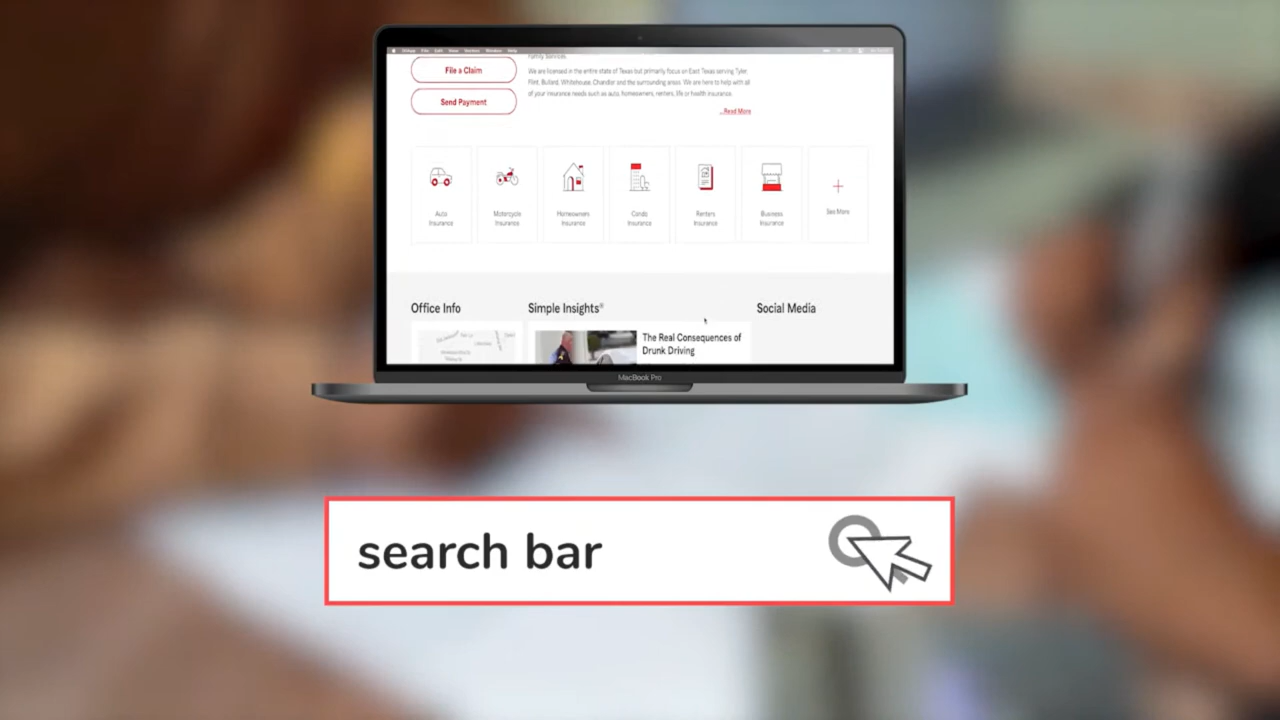 Family Services
File a Claim
We are licensed in the entire state of Texas but primarily focus on East Texas serving Tyler,
Flint, Bullard, Whitehouse, Chandler and the surrounding areas. We are here to help with all
of your insurance needs such as auto, homeowners, renters, life or health insurance.
Send Payment
...Read More
Auto
Insurance
Motorcycle
Insurance
Homeowners
Insurance
Condo
Insurance
Renters
Insurance
Business
Insurance
See More
Office Info
Simple Insights®
Social Media
The Real Consequences of
Drunk Driving
MacBook Pro
search bar